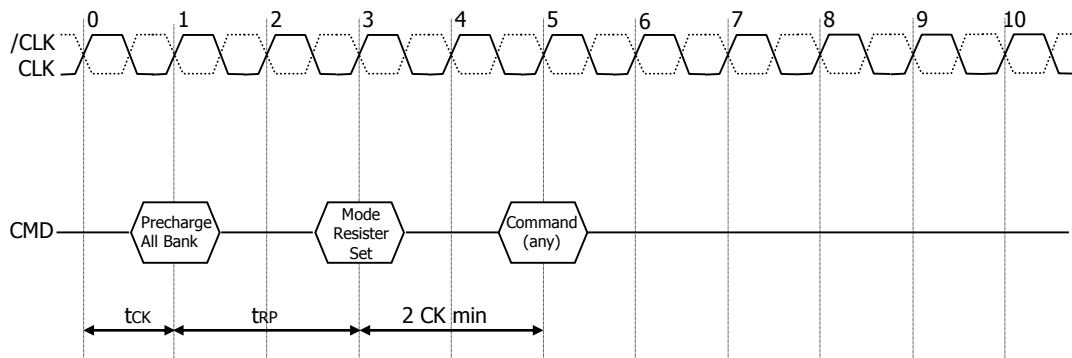 0 1 2 3 4 5 6 7 8 9 10
/CLK
CLK
CMD
Precharge
All Bank
Mode
Resister
Set
Command
(any)
tCK tRP 2 CK min